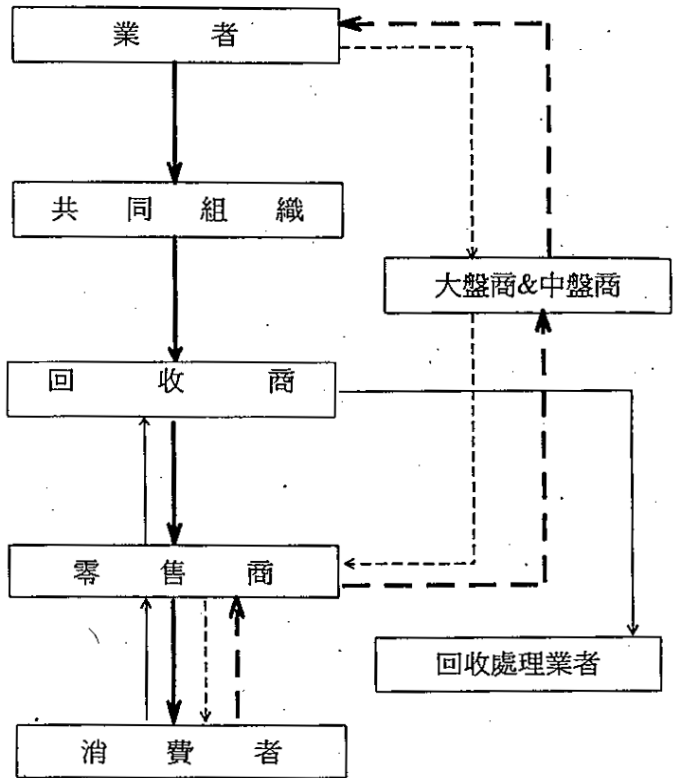 業者
共同組織
大盤商&中盤商
回收商
零售商
回收處理業者
消費者